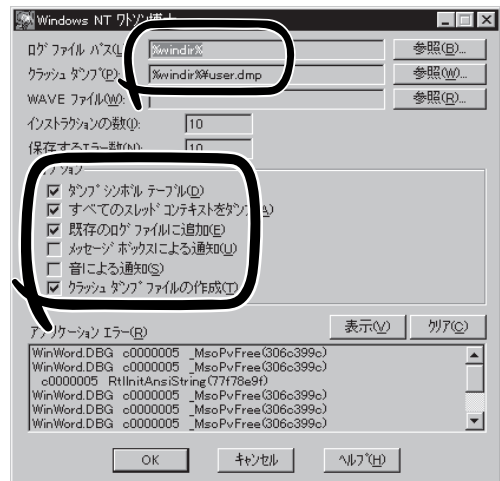 Windows NT ワトソン博士
ログ ファイル パス(L):
%windir%
参照(B)...
クラッシュ ダンプ(P):
%windir%¥user.dmp
参照(W)...
WAVE ファイル(W):
参照(R)...
インストラクションの数(I):
10
保存するエラー数(N):
10
オプション
ダンプ シンボル テーブル(D)
すべてのスレッド コンテキストをダンプ(A)
既存のログ ファイルに追加(E)
メッセージ ボックスによる通知(U)
音による通知(S)
クラッシュ ダンプ ファイルの作成(T)
アプリケーション エラー(R)
表示(V)
クリア(C)
WinWord.DBG c0000005 _MsoPvFree(306c399c)
WinWord.DBG c0000005 _MsoPvFree(306c399c)
c0000005 RtlInitAnsiString(77f78e9f)
WinWord.DBG c0000005 _MsoPvFree(306c399c)
WinWord.DBG c0000005 _MsoPvFree(306c399c)
WinWord.DBG c0000005 _MsoPvFree(306c399c)
OK
キャンセル
ヘルプ(H)